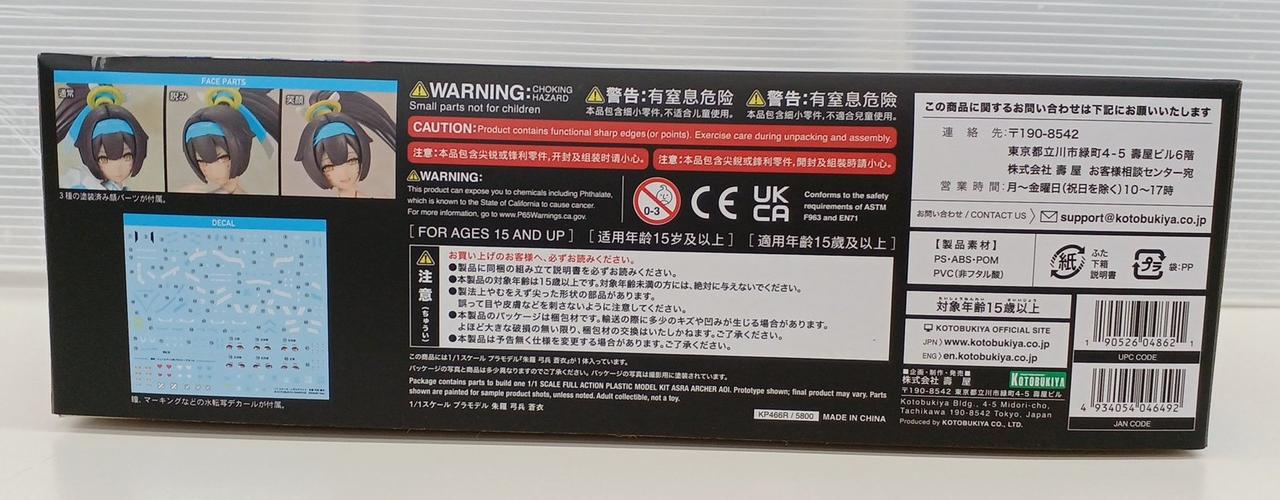 FACE PARTS
通常
睨み
笑顔
3種の塗装済み顔パーツが付属。
DECAL
瞳、マーキングなどの水転写デカールが付属。
WARNING: CHOKING HAZARD
Small parts not for children
警告:有窒息危险
本品包含细小零件,不适合儿童使用。
警告:有窒息危險
本品包含細小零件,不適合兒童使用。
CAUTION:Product contains functional sharp edges(or points). Exercise care during unpacking and assembly.
注意:本品包含尖锐或锋利零件,开封及组装时请小心。
注意:本品包含尖銳或鋒利零件,開封及組裝時請小心。
WARNING:
This product can expose you to chemicals including Phthalate,
which is known to the State of California to cause cancer.
For more information, go to www.P65Warnings.ca.gov.
0-3
CE
UK
CA
Conforms to the safety
requirements of ASTM
F963 and EN71
[FOR AGES 15 AND UP] [适用年龄15岁及以上] [適用年齡15歲及以上]
注意(ちゅうい)
お買い上げのお客様へ、必ずお読みください。
●製品に同梱の組み立て説明書を必ずお読みください。
●本製品の対象年齢は15歳以上です。対象年齢未満の方には、絶対に与えないでください。
●製法上やむをえず尖った形状の部品があります。
誤って目や皮膚などを刺さないように注意してください。
●本製品のパッケージは梱包材です。輸送の際に多少のキズや凹みが生じる場合があります。
よほど大きな破損の無い限り、梱包材の交換はいたしかねます。ご了承ください。
●本製品は予告無く仕様を変更する場合があります。ご了承ください。
この商品には1/1スケール プラモデル『朱羅 弓兵 蒼衣』が1体入っています。
パッケージの写真と商品は多少異なりますのでご了承ください。パッケージの写真は撮影用に塗装されています。
Package contains parts to build one 1/1 SCALE FULL ACTION PLASTIC MODEL KIT ASRA ARCHER AOI. Prototype shown; final product may vary. Parts
shown are painted for sample product shots, unless noted. Adult collectible, not a toy.
1/1スケール プラモデル 朱羅 弓兵 蒼衣
KP466R / 5800
MADE IN CHINA
この商品に関するお問い合わせは下記にお願いいたします
連絡先:〒190-8542
東京都立川市緑町4-5 壽屋ビル6階
株式会社 壽屋 お客様相談センター宛
営業時間:月〜金曜日(祝日を除く)10〜17時
お問い合わせ / CONTACT US
support@kotobukiya.co.jp
【製品素材】
PS・ABS・POM
PVC(非フタル酸)
紙
ふた
下箱
説明書
プラ
袋:PP
対象年齢15歳以上
KOTOBUKIYA OFFICIAL SITE
JPN www.kotobukiya.co.jp
ENG en.kotobukiya.co.jp
■企画・制作・発売■
株式会社 壽屋
KOTOBUKIYA
〒190-8542 東京都立川市緑町4-5 壽屋ビル
Kotobukiya Bldg., 4-5 Midori-cho,
Tachikawa 190-8542 Tokyo, Japan
Produced by KOTOBUKIYA CO., LTD.
1 90526 04862 1
UPC CODE
4 934054 046492
JAN CODE